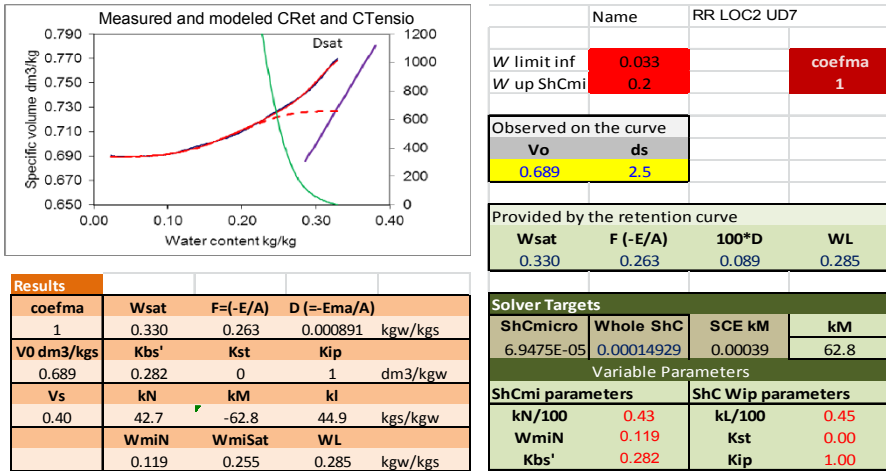 Measured and modeled CRet and CTensio
Specific volume dm3/kg
0.790
0.770
0.750
0.730
0.710
0.690
0.670
0.650
Dsat
1200
1000
800
600
400
200
0
0.00 0.10 0.20 0.30 0.40
Water content kg/kg
Name RR LOC2 UD7
W limit inf 0.033 coefma
W up ShCmi 0.2 1
Observed on the curve
Vo ds
0.689 2.5
Provided by the retention curve
Wsat F (-E/A) 100*D WL
0.330 0.263 0.089 0.285
Results
coefma Wsat F=(-E/A) D (=-Ema/A)
1 0.330 0.263 0.000891 kgw/kgs
V0 dm3/kgs Kbs' Kst Kip
0.689 0.282 0 1 dm3/kgw
Vs kN kM kl
0.40 42.7 -62.8 44.9 kgs/kgw
WmiN WmiSat WL
0.119 0.255 0.285 kgw/kgs
Solver Targets
ShCmicro Whole ShC SCE kM kM
6.9475E-05 0.00014929 0.00039 62.8
Variable Parameters
ShCmi parameters ShC Wip parameters
kN/100 0.43 kL/100 0.45
WmiN 0.119 Kst 0.00
Kbs' 0.282 Kip 1.00